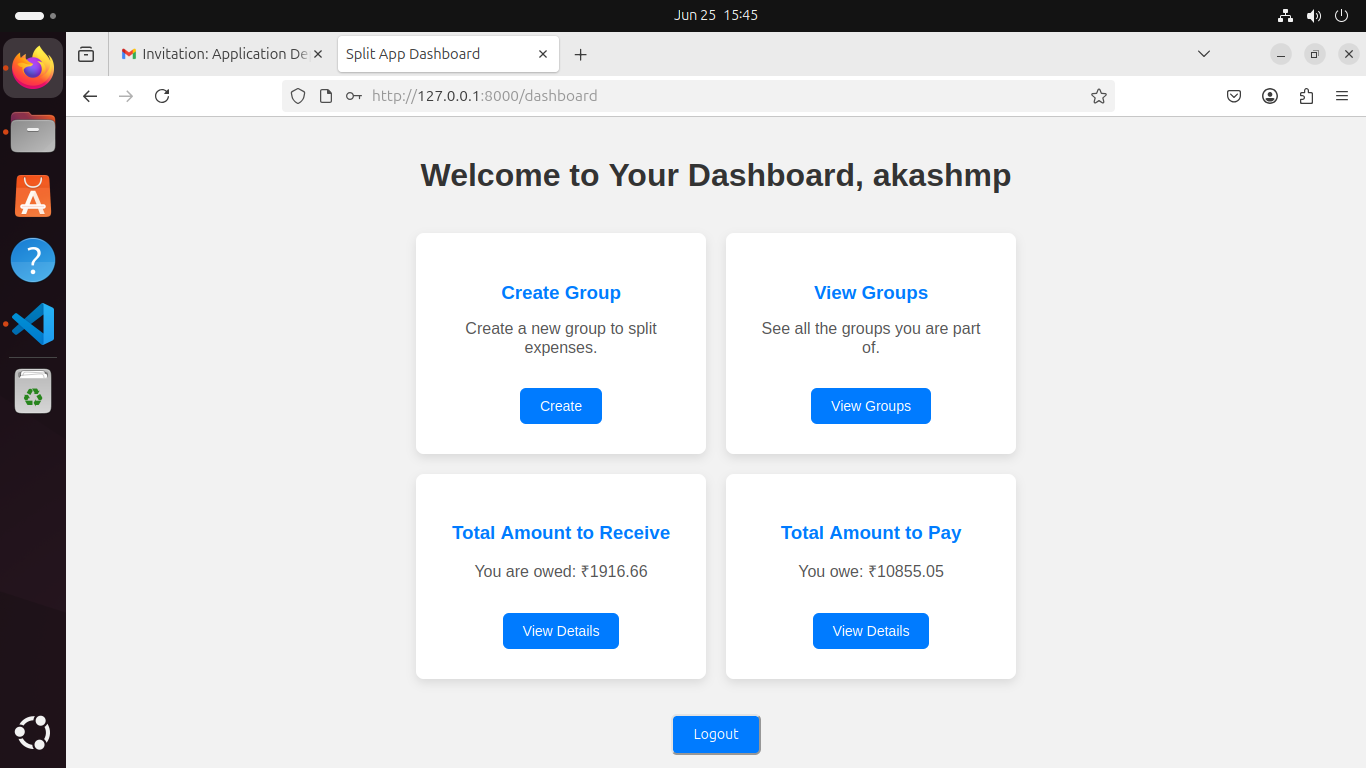 Jun 25 15:45
Invitation: Application De
Split App Dashboard
http://127.0.0.1:8000/dashboard
Welcome to Your Dashboard, akashmp
Create Group
Create a new group to split
expenses.
Create
View Groups
See all the groups you are part
of.
View Groups
Total Amount to Receive
You are owed: ₹1916.66
View Details
Total Amount to Pay
You owe: ₹10855.05
View Details
Logout